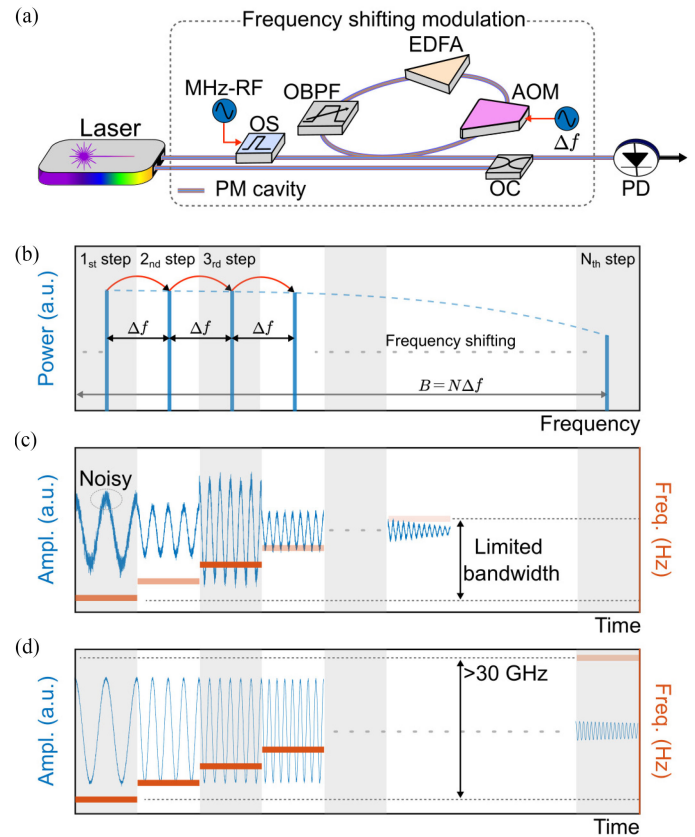 (a)
Frequency shifting modulation
EDFA
MHz-RF
OBPF
AOM
Laser
OS
Δf
PM cavity
OC
PD
(b)
1st step 2nd step 3rd step Nth step
Power (a.u.)
Δf Δf Δf
Frequency shifting
B=NΔf
Frequency
(c)
Noisy
Ampl. (a.u.)
Freq. (Hz)
Limited
bandwidth
Time
(d)
>30 GHz
Ampl. (a.u.)
Freq. (Hz)
Time